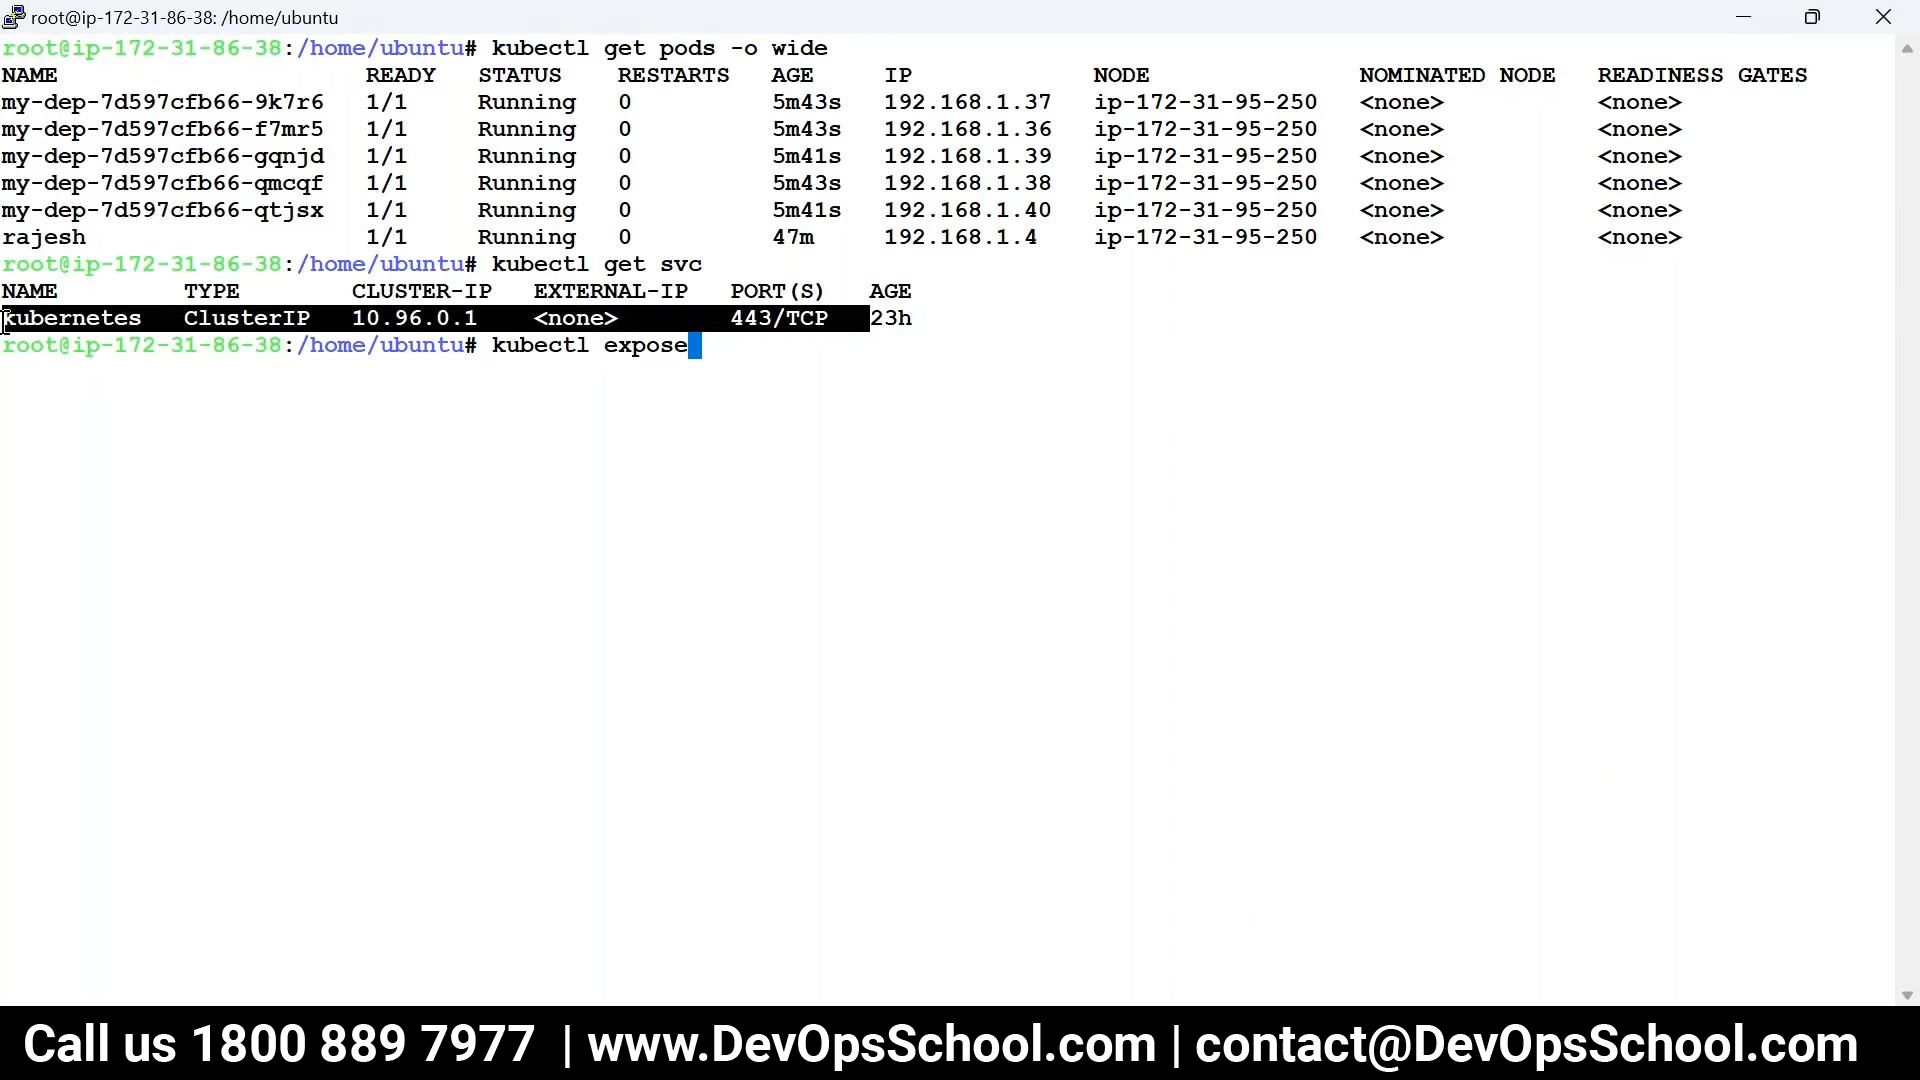 root@ip-172-31-86-38: /home/ubuntu
root@ip-172-31-86-38:/home/ubuntu# kubectl get pods -o wide
NAME READY STATUS RESTARTS AGE IP NODE NOMINATED NODE READINESS GATES
my-dep-7d597cfb66-9k7r6 1/1 Running 0 5m43s 192.168.1.37 ip-172-31-95-250 <none> <none>
my-dep-7d597cfb66-f7mr5 1/1 Running 0 5m43s 192.168.1.36 ip-172-31-95-250 <none> <none>
my-dep-7d597cfb66-gqnjd 1/1 Running 0 5m41s 192.168.1.39 ip-172-31-95-250 <none> <none>
my-dep-7d597cfb66-qmcqf 1/1 Running 0 5m43s 192.168.1.38 ip-172-31-95-250 <none> <none>
my-dep-7d597cfb66-qtjsx 1/1 Running 0 5m41s 192.168.1.40 ip-172-31-95-250 <none> <none>
rajesh 1/1 Running 0 47m 192.168.1.4 ip-172-31-95-250 <none> <none>
root@ip-172-31-86-38:/home/ubuntu# kubectl get svc
NAME TYPE CLUSTER-IP EXTERNAL-IP PORT(S) AGE
kubernetes ClusterIP 10.96.0.1 <none> 443/TCP 23h
root@ip-172-31-86-38:/home/ubuntu# kubectl expose
Call us 1800 889 7977 | www.DevOpsSchool.com | contact@DevOpsSchool.com